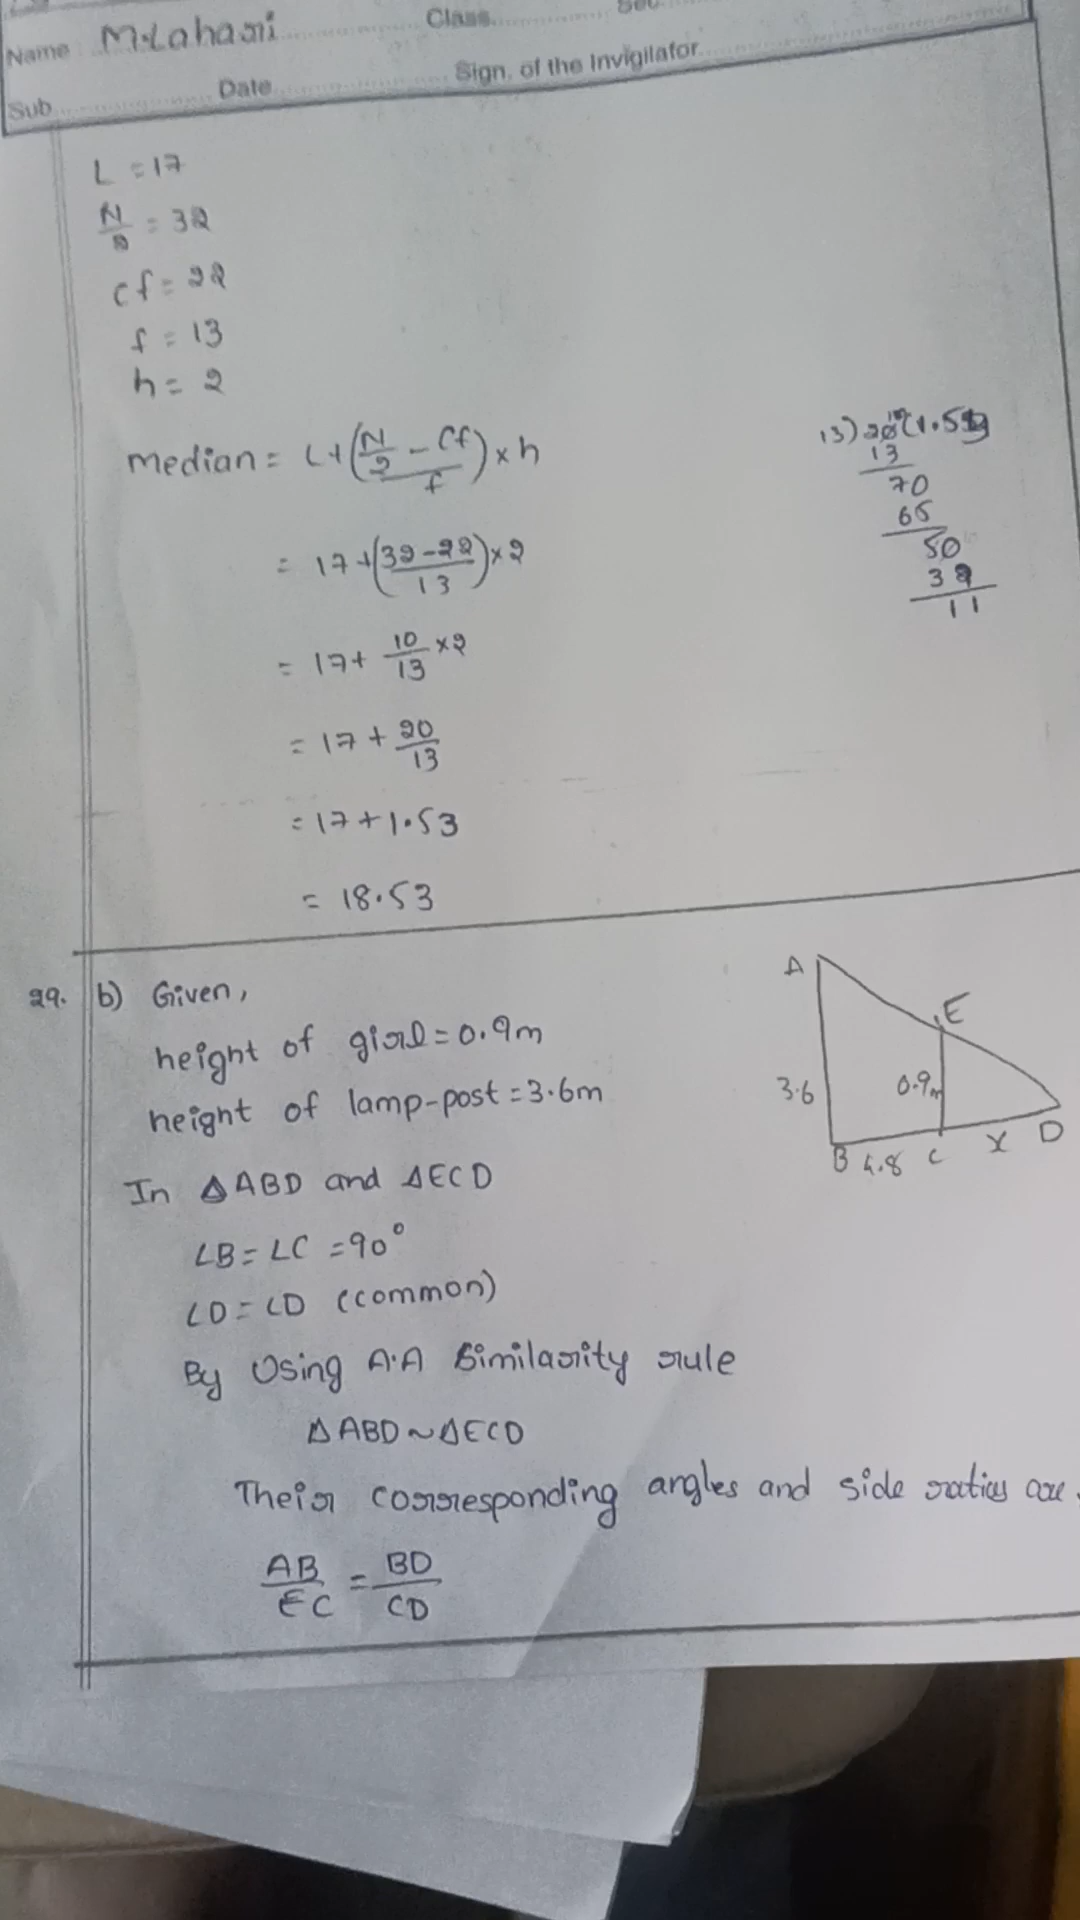 Name M.Lahari Class
Sub Date Sign. of the Invigilator
L = 17
N/2 = 32
cf = 22
f = 13
h = 2
median = L+(N/2 - Cf / f) x h
= 17+(32-22 / 13) x 2
= 17+ 10/13 x 2
= 17 + 20/13
= 17 + 1.53
= 18.53
13) 20 (1.53
13
70
65
50
39
11
29. b) Given,
height of girl = 0.9m
height of lamp-post = 3.6m
In ΔABD and ΔECD
∠B = ∠C = 90°
∠D = ∠D (common)
By Using A.A Similarity rule
ΔABD ~ ΔECD
Their corresponding angles and side ratios are
AB/EC = BD/CD
A
E
3.6
0.9m
B 4.8 C X D